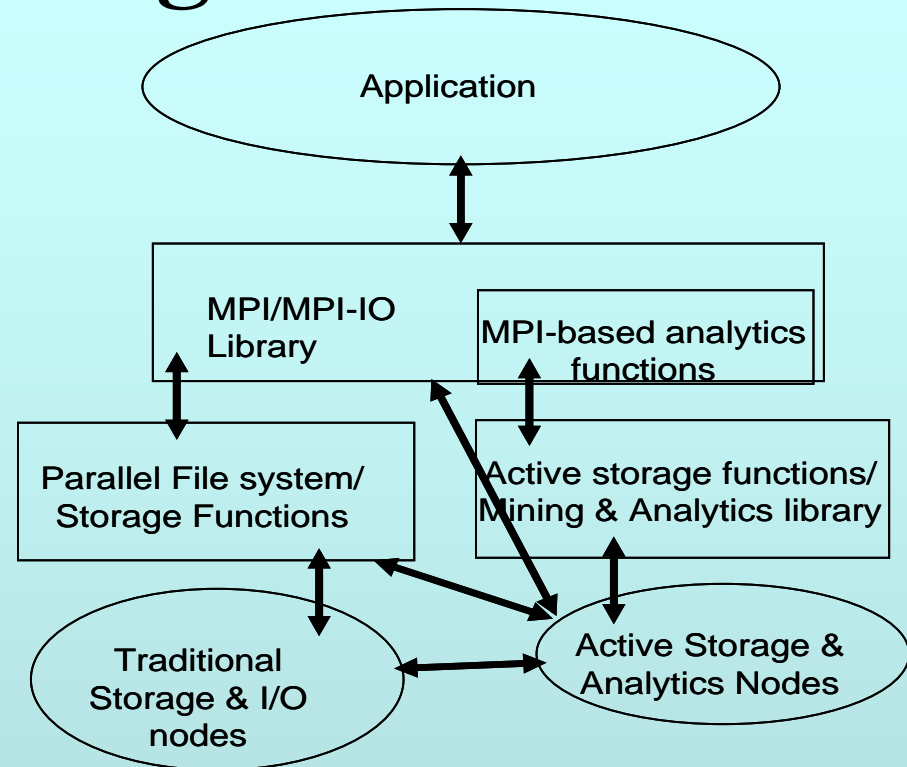 Application
MPI/MPI-IO
Library
MPI-based analytics
functions
Parallel File system/
Storage Functions
Active storage functions/
Mining & Analytics library
Traditional
Storage & I/O
nodes
Active Storage &
Analytics Nodes